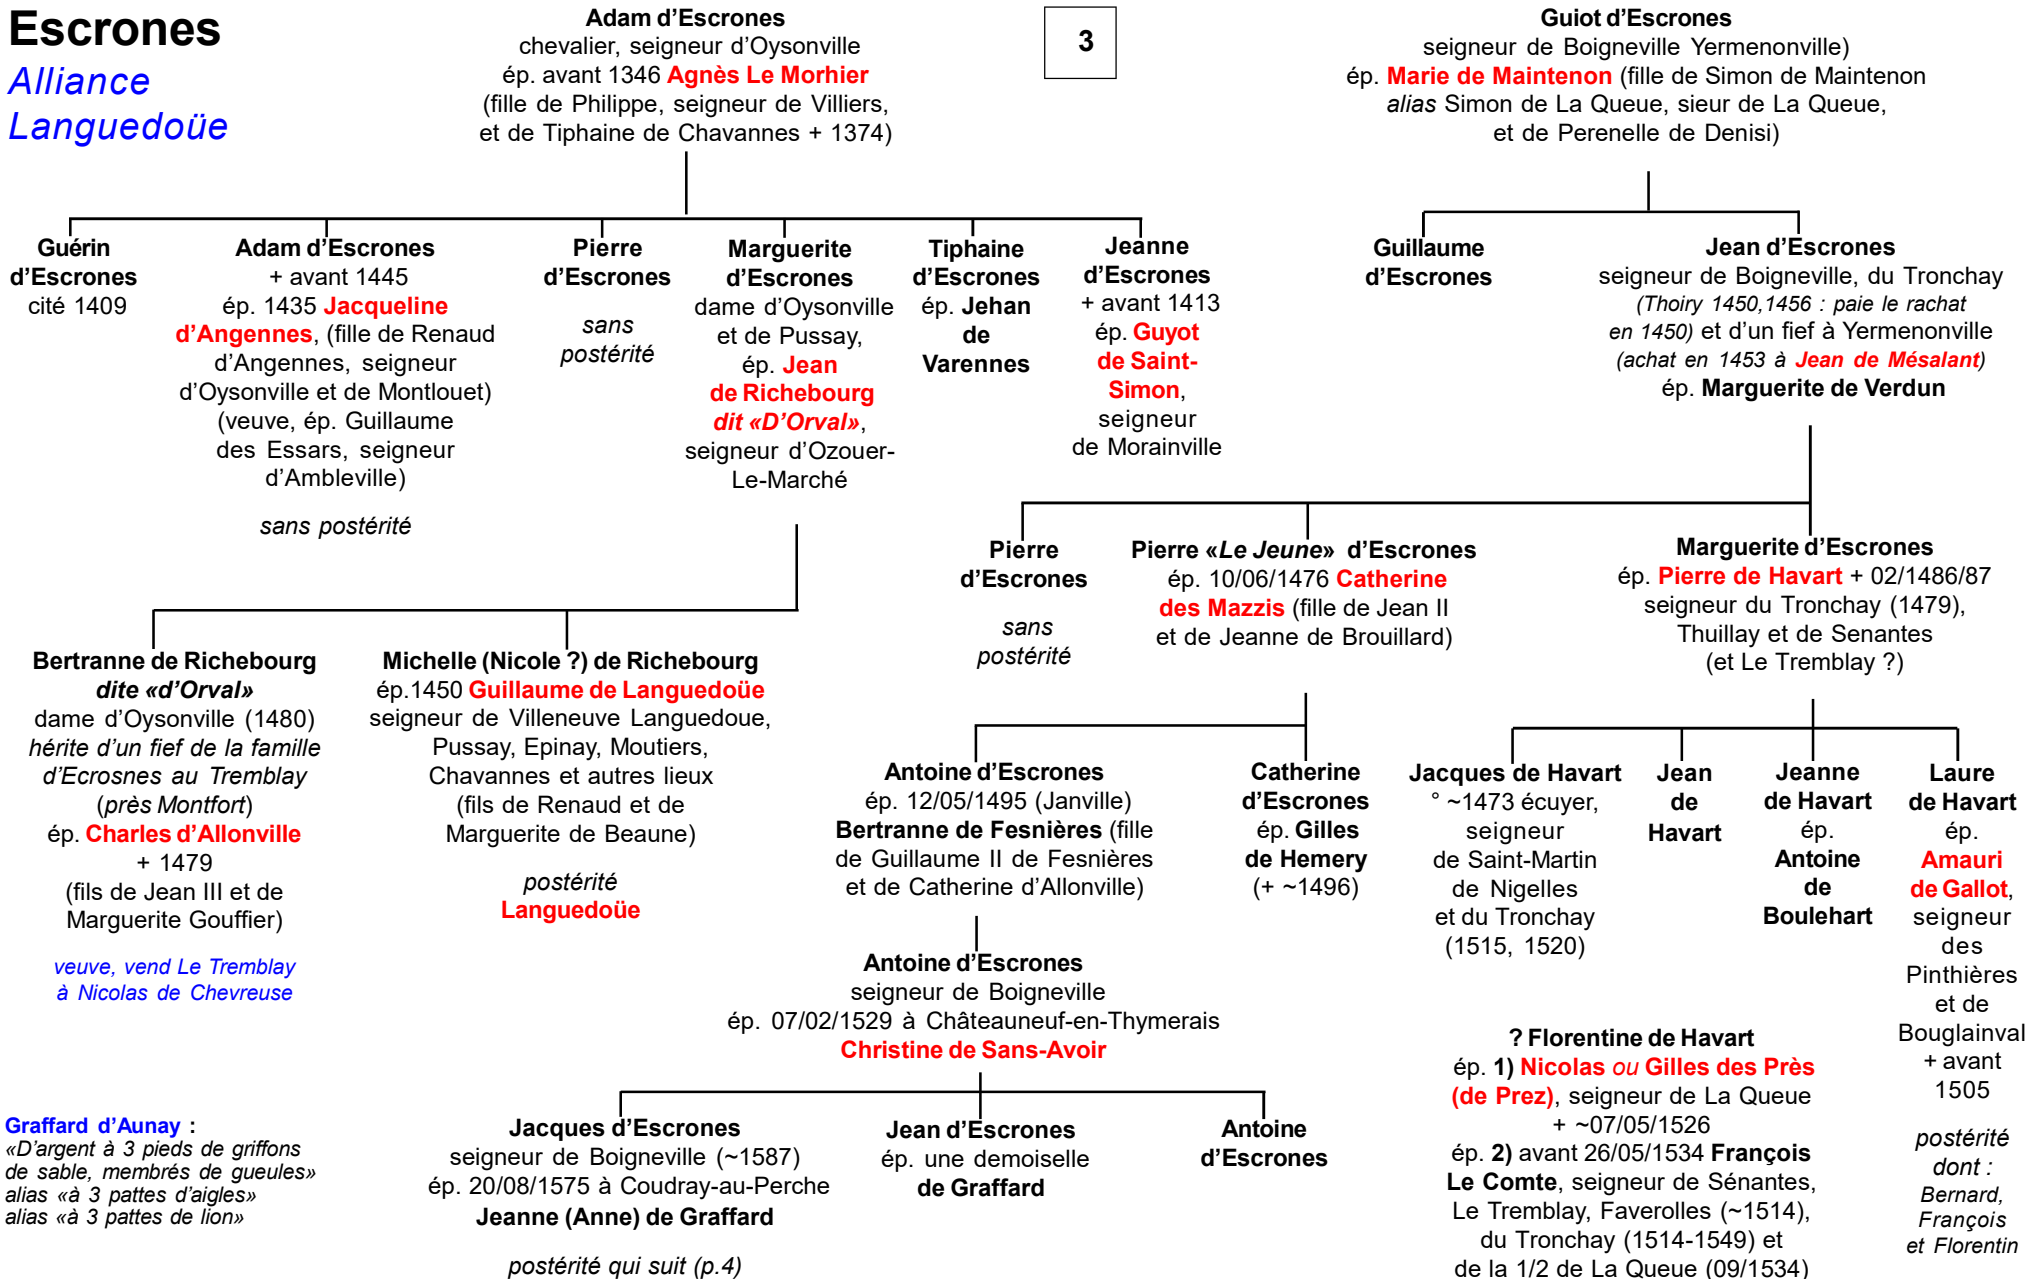 Escrones
Alliance
Languedoüe
Adam d’Escrones
chevalier, seigneur d’Oysonville
ép. avant 1346 Agnès Le Morhier
(fille de Philippe, seigneur de Villiers,
et de Tiphaine de Chavannes + 1374)
3
Guiot d’Escrones
seigneur de Boigneville Yermenonville)
ép. Marie de Maintenon (fille de Simon de Maintenon
alias Simon de La Queue, sieur de La Queue,
et de Perenelle de Denisi)
Guérin
d’Escrones
cité 1409
Adam d’Escrones
+ avant 1445
ép. 1435 Jacqueline
d’Angennes, (fille de Renaud
d’Angennes, seigneur
d’Oysonville et de Montlouet)
(veuve, ép. Guillaume
des Essars, seigneur
d’Ambleville)
sans postérité
Pierre
d’Escrones
sans
postérité
Marguerite
d’Escrones
dame d’Oysonville
et de Pussay,
ép. Jean
de Richebourg
dit «D’Orval»,
seigneur d’Ozouer-
Le-Marché
Tiphaine
d’Escrones
ép. Jehan
de
Varennes
Jeanne
d’Escrones
+ avant 1413
ép. Guyot
de Saint-
Simon,
seigneur
de Morainville
Guillaume
d’Escrones
Jean d’Escrones
seigneur de Boigneville, du Tronchay
(Thoiry 1450,1456 : paie le rachat
en 1450) et d’un fief à Yermenonville
(achat en 1453 à Jean de Mésalant)
ép. Marguerite de Verdun
Pierre
d’Escrones
sans
postérité
Pierre «Le Jeune» d’Escrones
ép. 10/06/1476 Catherine
des Mazzis (fille de Jean II
et de Jeanne de Brouillard)
Marguerite d’Escrones
ép. Pierre de Havart + 02/1486/87
seigneur du Tronchay (1479),
Thuillay et de Senantes
(et Le Tremblay ?)
Bertranne de Richebourg
dite «d’Orval»
dame d’Oysonville (1480)
hérite d’un fief de la famille
d’Ecrosnes au Tremblay
(près Montfort)
ép. Charles d’Allonville
+ 1479
(fils de Jean III et de
Marguerite Gouffier)
veuve, vend Le Tremblay
à Nicolas de Chevreuse
Michelle (Nicole ?) de Richebourg
ép.1450 Guillaume de Languedoüe
seigneur de Villeneuve Languedoue,
Pussay, Epinay, Moutiers,
Chavannes et autres lieux
(fils de Renaud et de
Marguerite de Beaune)
postérité
Languedoüe
Antoine d’Escrones
ép. 12/05/1495 (Janville)
Bertranne de Fesnières (fille
de Guillaume II de Fesnières
et de Catherine d’Allonville)
Catherine
d’Escrones
ép. Gilles
de Hemery
(+ ~1496)
Jacques de Havart
° ~1473 écuyer,
seigneur
de Saint-Martin
de Nigelles
et du Tronchay
(1515, 1520)
Jean
de
Havart
Jeanne
de Havart
ép.
Antoine
de
Boulehart
Laure
de Havart
ép.
Amauri
de Gallot,
seigneur
des
Pinthières
et de
Bouglainval
+ avant
1505
postérité
dont :
Bernard,
François
et Florentin
Antoine d’Escrones
seigneur de Boigneville
ép. 07/02/1529 à Châteauneuf-en-Thymerais
Christine de Sans-Avoir
? Florentine de Havart
ép. 1) Nicolas ou Gilles des Près
(de Prez), seigneur de La Queue
+ ~07/05/1526
ép. 2) avant 26/05/1534 François
Le Comte, seigneur de Sénantes,
Le Tremblay, Faverolles (~1514),
du Tronchay (1514-1549) et
de la 1/2 de La Queue (09/1534)
Graffard d’Aunay :
«D’argent à 3 pieds de griffons
de sable, membrés de gueules»
alias «à 3 pattes d’aigles»
alias «à 3 pattes de lion»
Jacques d’Escrones
seigneur de Boigneville (~1587)
ép. 20/08/1575 à Coudray-au-Perche
Jeanne (Anne) de Graffard
postérité qui suit (p.4)
Jean d’Escrones
ép. une demoiselle
de Graffard
Antoine
d’Escrones